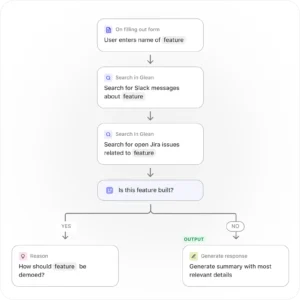 On filling out form
User enters name of feature
Search in Glean
Search for Slack messages
about feature
Search in Glean
Search for open Jira issues
related to feature
Is this feature built?
YES
NO
OUTPUT
Reason
How should feature be
demoed?
Generate response
Generate summary with most
relevant details